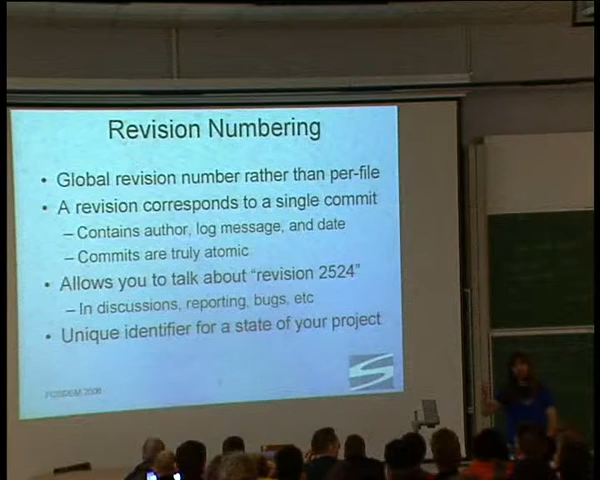 Revision Numbering
• Global revision number rather than per-file
• A revision corresponds to a single commit
– Contains author, log message, and date
– Commits are truly atomic
• Allows you to talk about “revision 2524”
– In discussions, reporting, bugs, etc
• Unique identifier for a state of your project
FOSDEM 2006